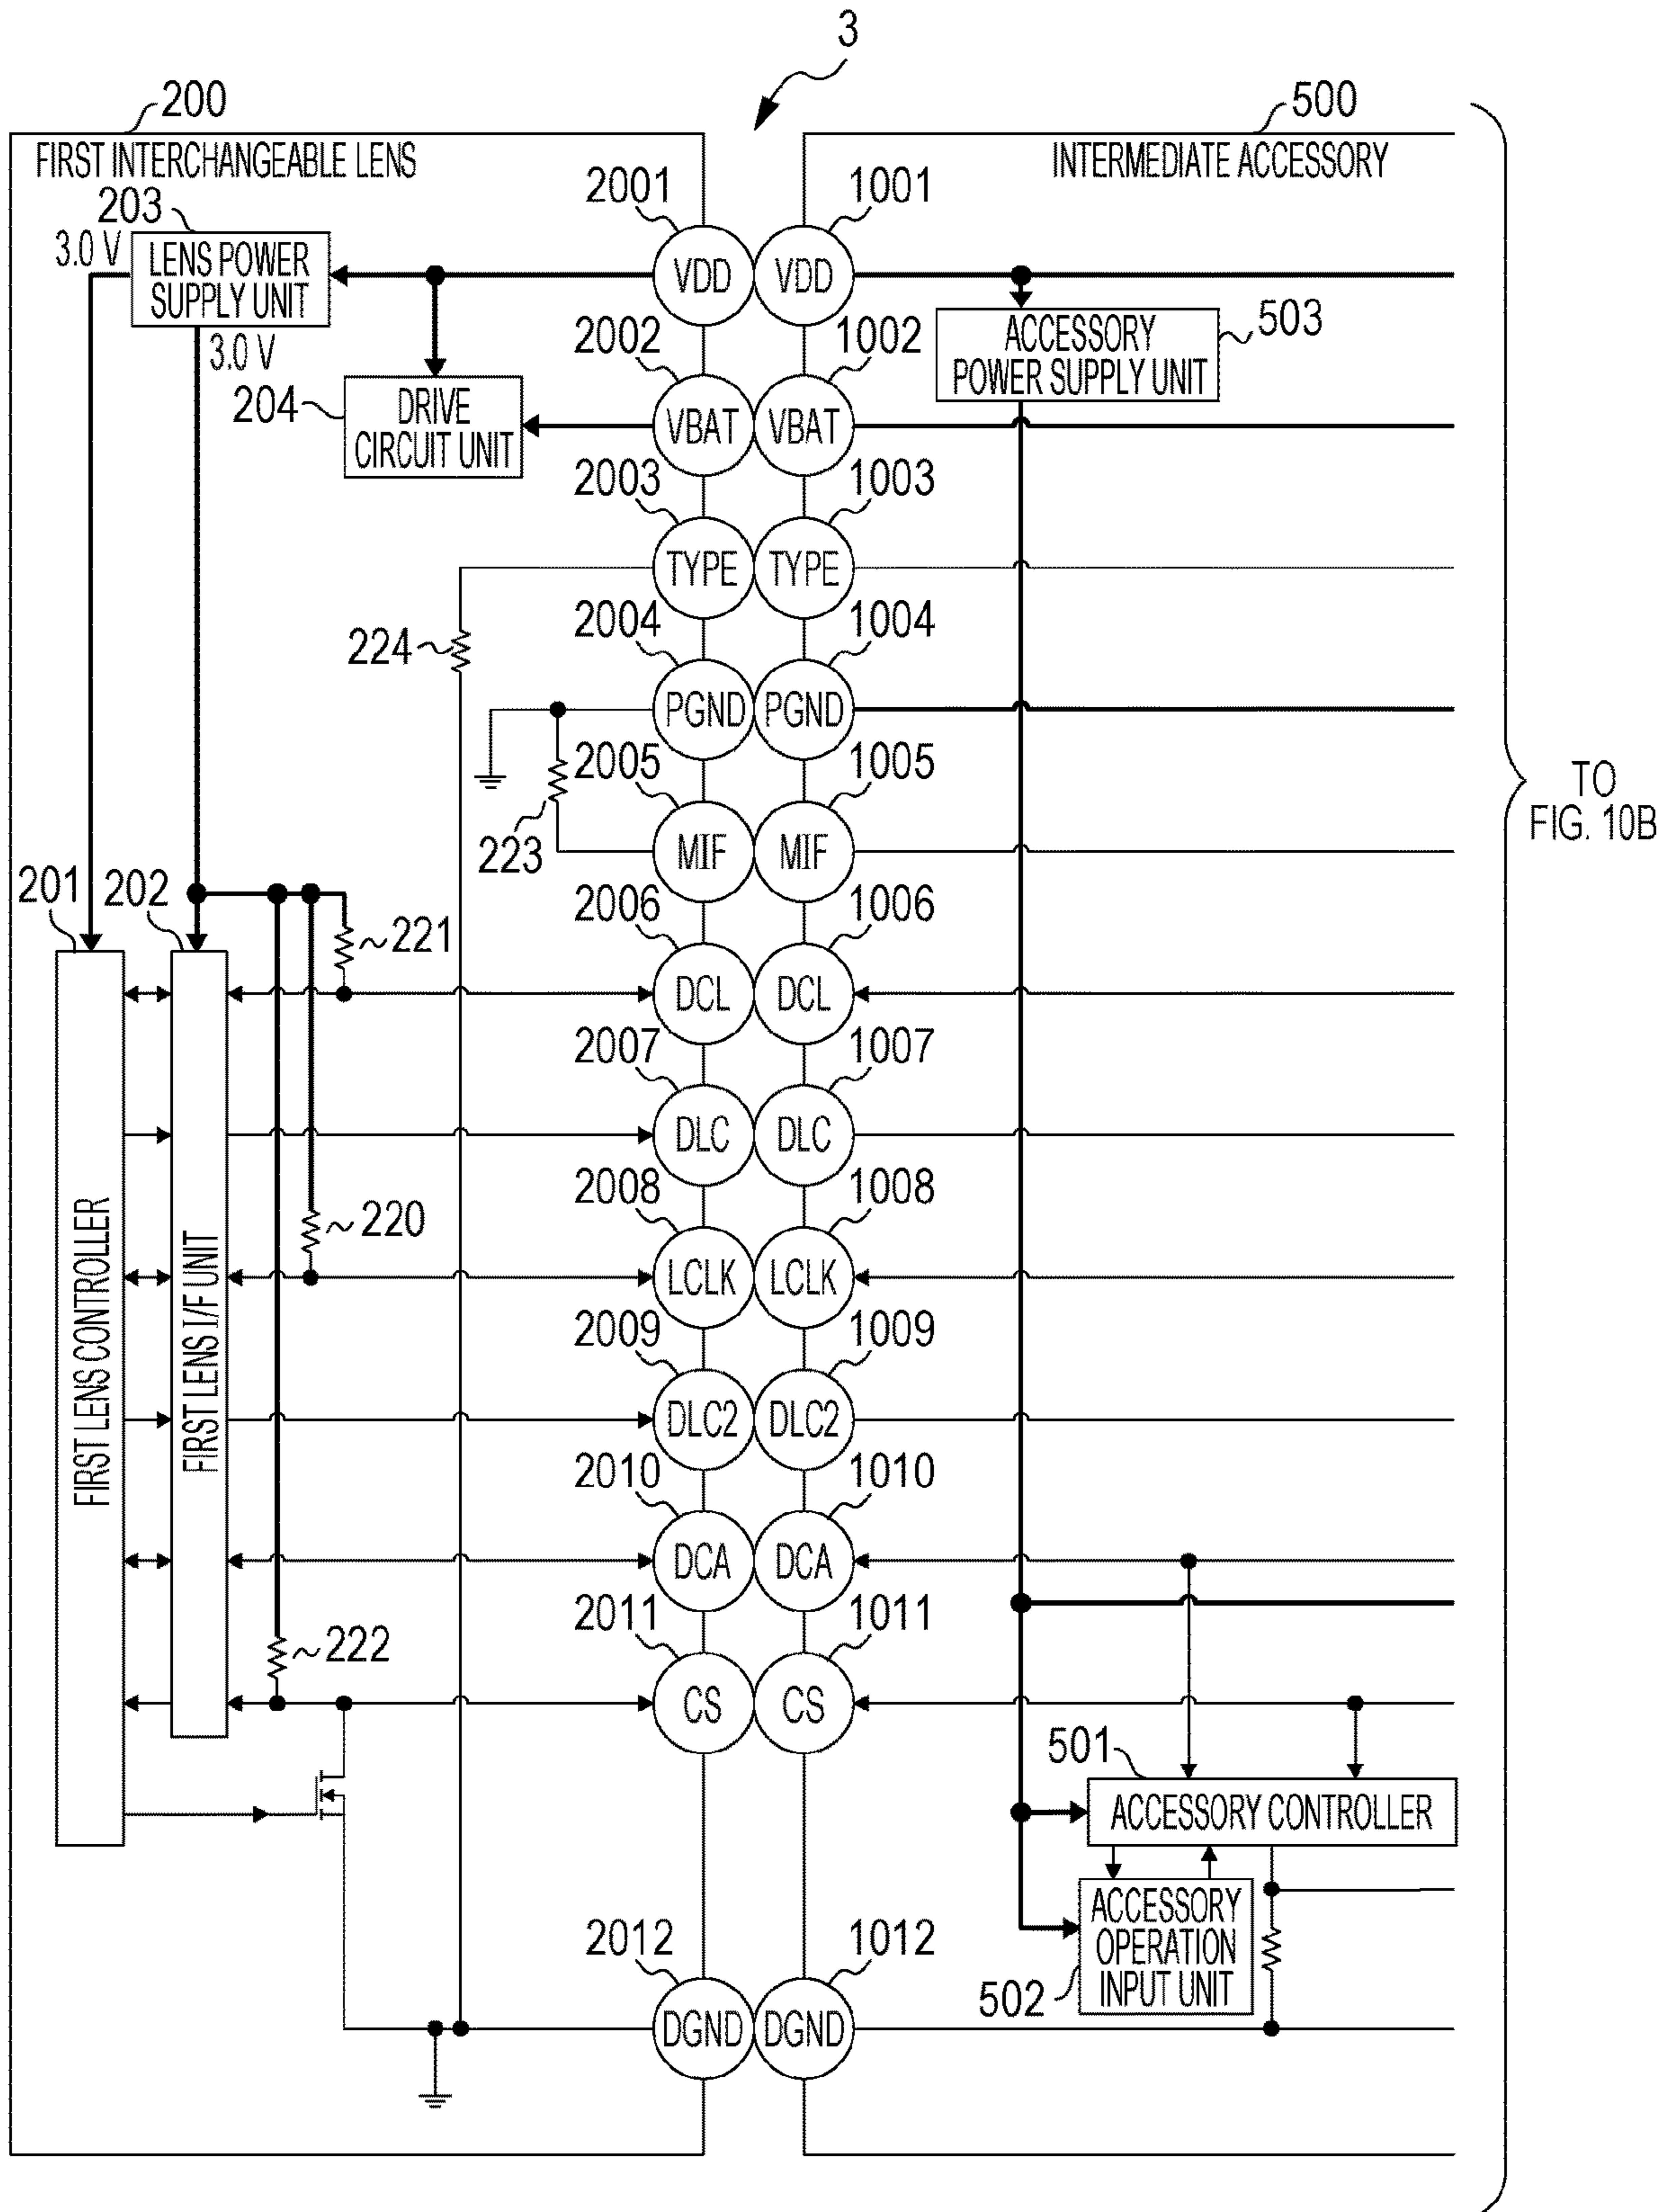 3
200
500
FIRST INTERCHANGEABLE LENS
INTERMEDIATE ACCESSORY
203
2001
1001
3.0 V
LENS POWER
SUPPLY UNIT
VDD
VDD
503
3.0 V
2002
1002
ACCESSORY
POWER SUPPLY UNIT
204
DRIVE
CIRCUIT UNIT
VBAT
VBAT
2003
1003
TYPE
TYPE
224
2004
1004
PGND
PGND
2005
1005
TO
FIG. 10B
223
MIF
MIF
201
202
2006
1006
221
DCL
DCL
2007
1007
DLC
DLC
2008
1008
220
LCLK
LCLK
FIRST LENS CONTROLLER
FIRST LENS I/F UNIT
2009
1009
DLC2
DLC2
2010
1010
DCA
DCA
2011
1011
222
CS
CS
501
ACCESSORY CONTROLLER
2012
1012
ACCESSORY
OPERATION
INPUT UNIT
502
DGND
DGND